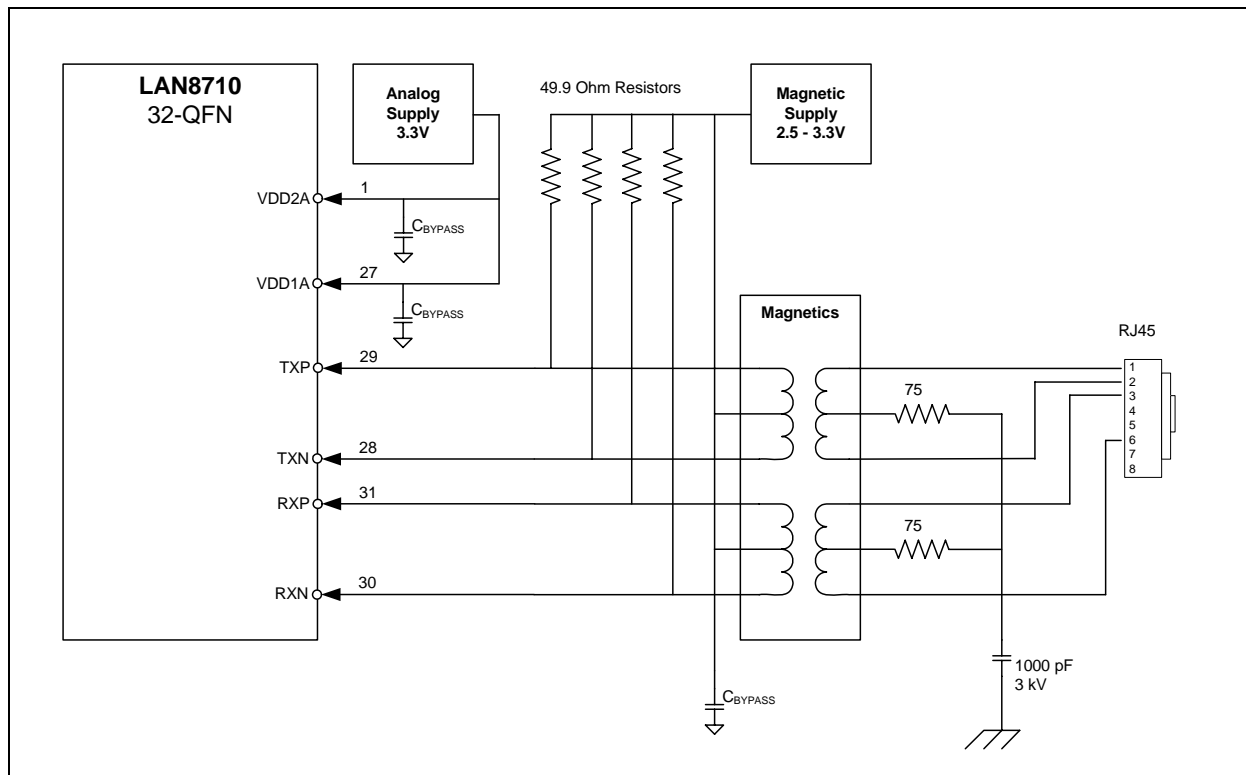 LAN8710
32-QFN
Analog
Supply
3.3V
49.9 Ohm Resistors
Magnetic
Supply
2.5 - 3.3V
VDD2A
1
CBYPASS
VDD1A
27
CBYPASS
Magnetics
RJ45
TXP
29
1
2
3
4
5
6
7
8
75
TXN
28
RXP
31
75
RXN
30
1000 pF
3 kV
CBYPASS